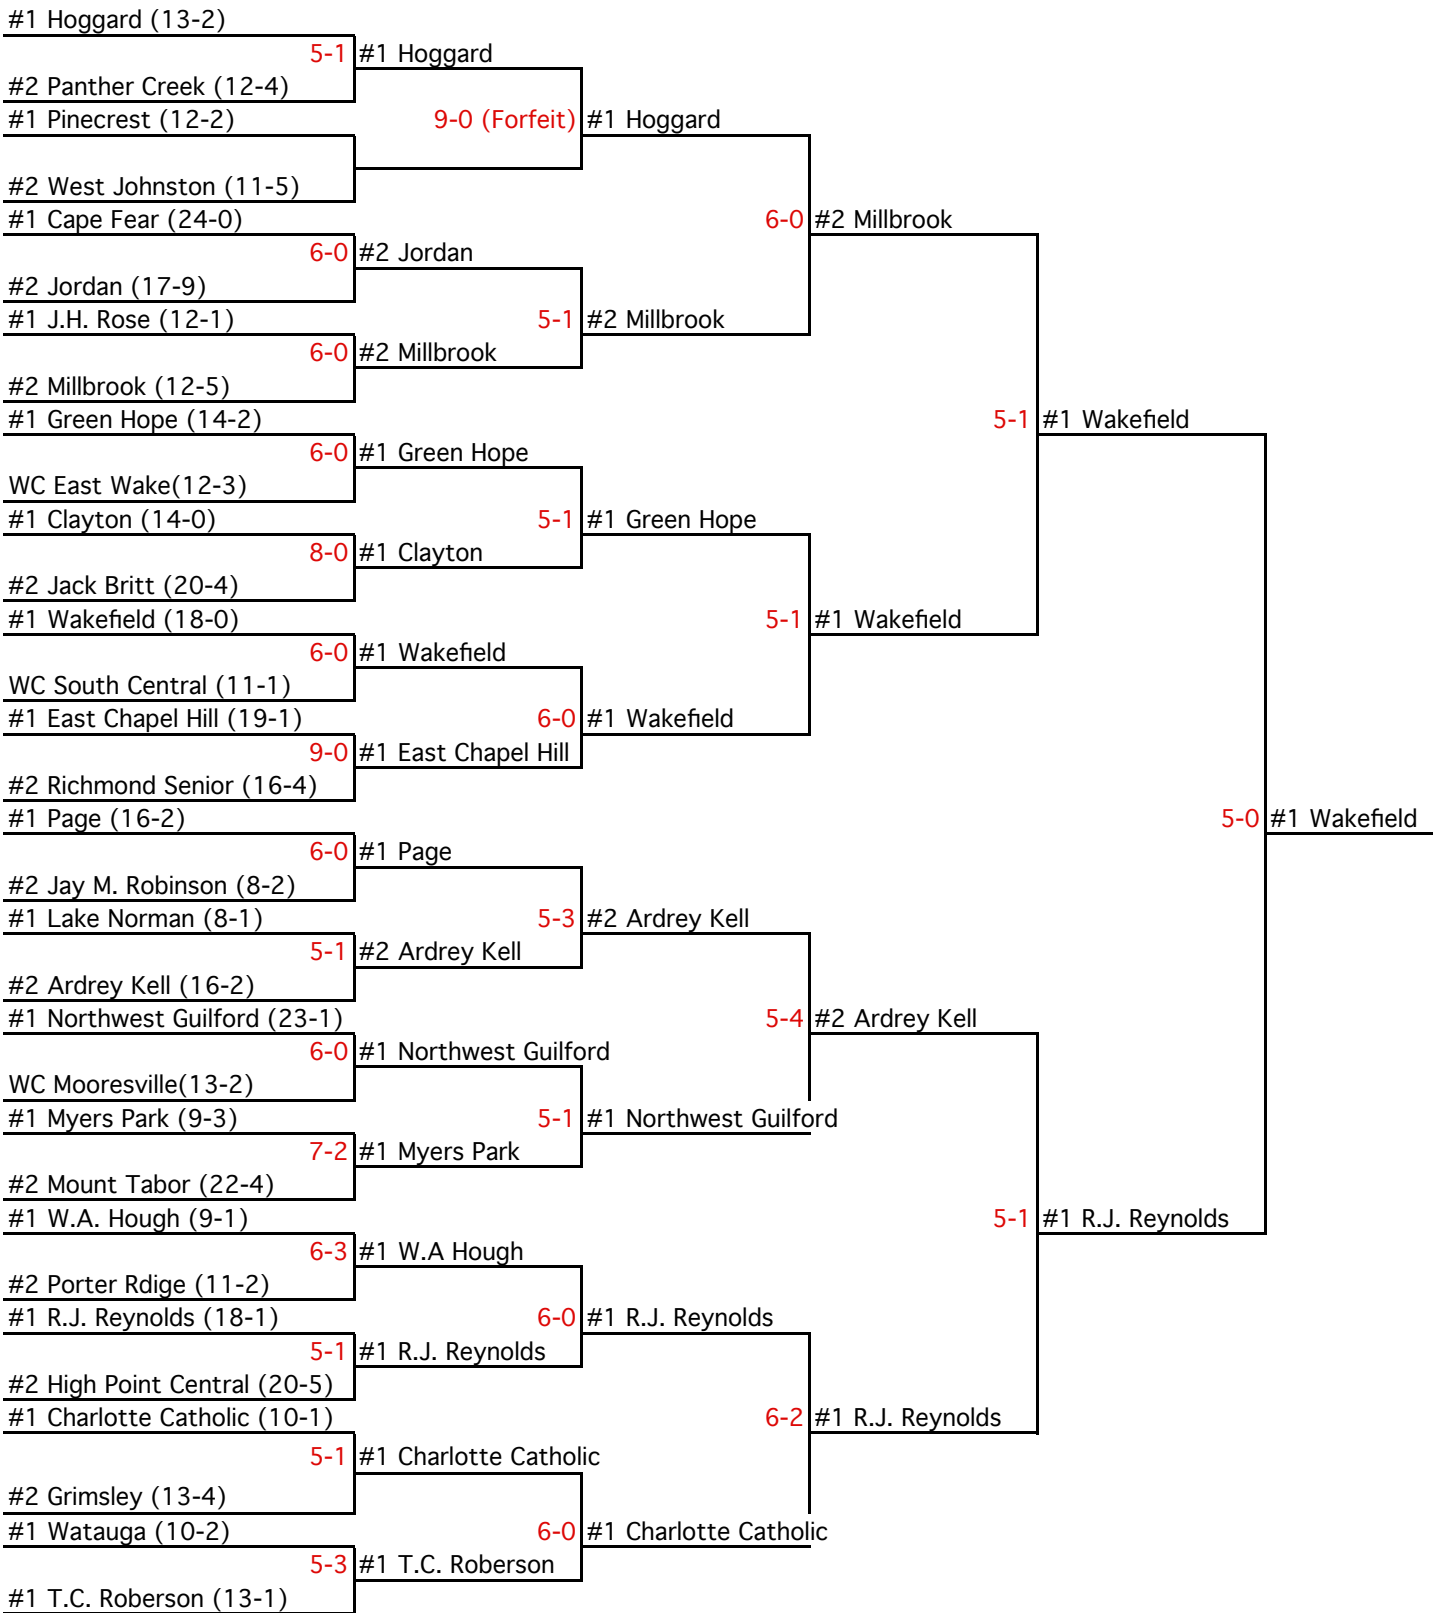 #1 Hoggard (13-2)
5-1 #1 Hoggard
#2 Panther Creek (12-4)
#1 Pinecrest (12-2) 9-0 (Forfeit) #1 Hoggard
#2 West Johnston (11-5)
#1 Cape Fear (24-0) 6-0 #2 Millbrook
6-0 #2 Jordan
#2 Jordan (17-9)
#1 J.H. Rose (12-1) 5-1 #2 Millbrook
6-0 #2 Millbrook
#2 Millbrook (12-5)
#1 Green Hope (14-2) 5-1 #1 Wakefield
6-0 #1 Green Hope
WC East Wake(12-3)
#1 Clayton (14-0) 5-1 #1 Green Hope
8-0 #1 Clayton
#2 Jack Britt (20-4)
#1 Wakefield (18-0) 5-1 #1 Wakefield
6-0 #1 Wakefield
WC South Central (11-1)
#1 East Chapel Hill (19-1) 6-0 #1 Wakefield
9-0 #1 East Chapel Hill
#2 Richmond Senior (16-4)
#1 Page (16-2) 5-0 #1 Wakefield
6-0 #1 Page
#2 Jay M. Robinson (8-2)
#1 Lake Norman (8-1) 5-3 #2 Ardrey Kell
5-1 #2 Ardrey Kell
#2 Ardrey Kell (16-2)
#1 Northwest Guilford (23-1) 5-4 #2 Ardrey Kell
6-0 #1 Northwest Guilford
WC Mooresville(13-2)
#1 Myers Park (9-3) 5-1 #1 Northwest Guilford
7-2 #1 Myers Park
#2 Mount Tabor (22-4)
#1 W.A. Hough (9-1) 5-1 #1 R.J. Reynolds
6-3 #1 W.A Hough
#2 Porter Rdige (11-2)
#1 R.J. Reynolds (18-1) 6-0 #1 R.J. Reynolds
5-1 #1 R.J. Reynolds
#2 High Point Central (20-5)
#1 Charlotte Catholic (10-1) 6-2 #1 R.J. Reynolds
5-1 #1 Charlotte Catholic
#2 Grimsley (13-4)
#1 Watauga (10-2) 6-0 #1 Charlotte Catholic
5-3 #1 T.C. Roberson
#1 T.C. Roberson (13-1)